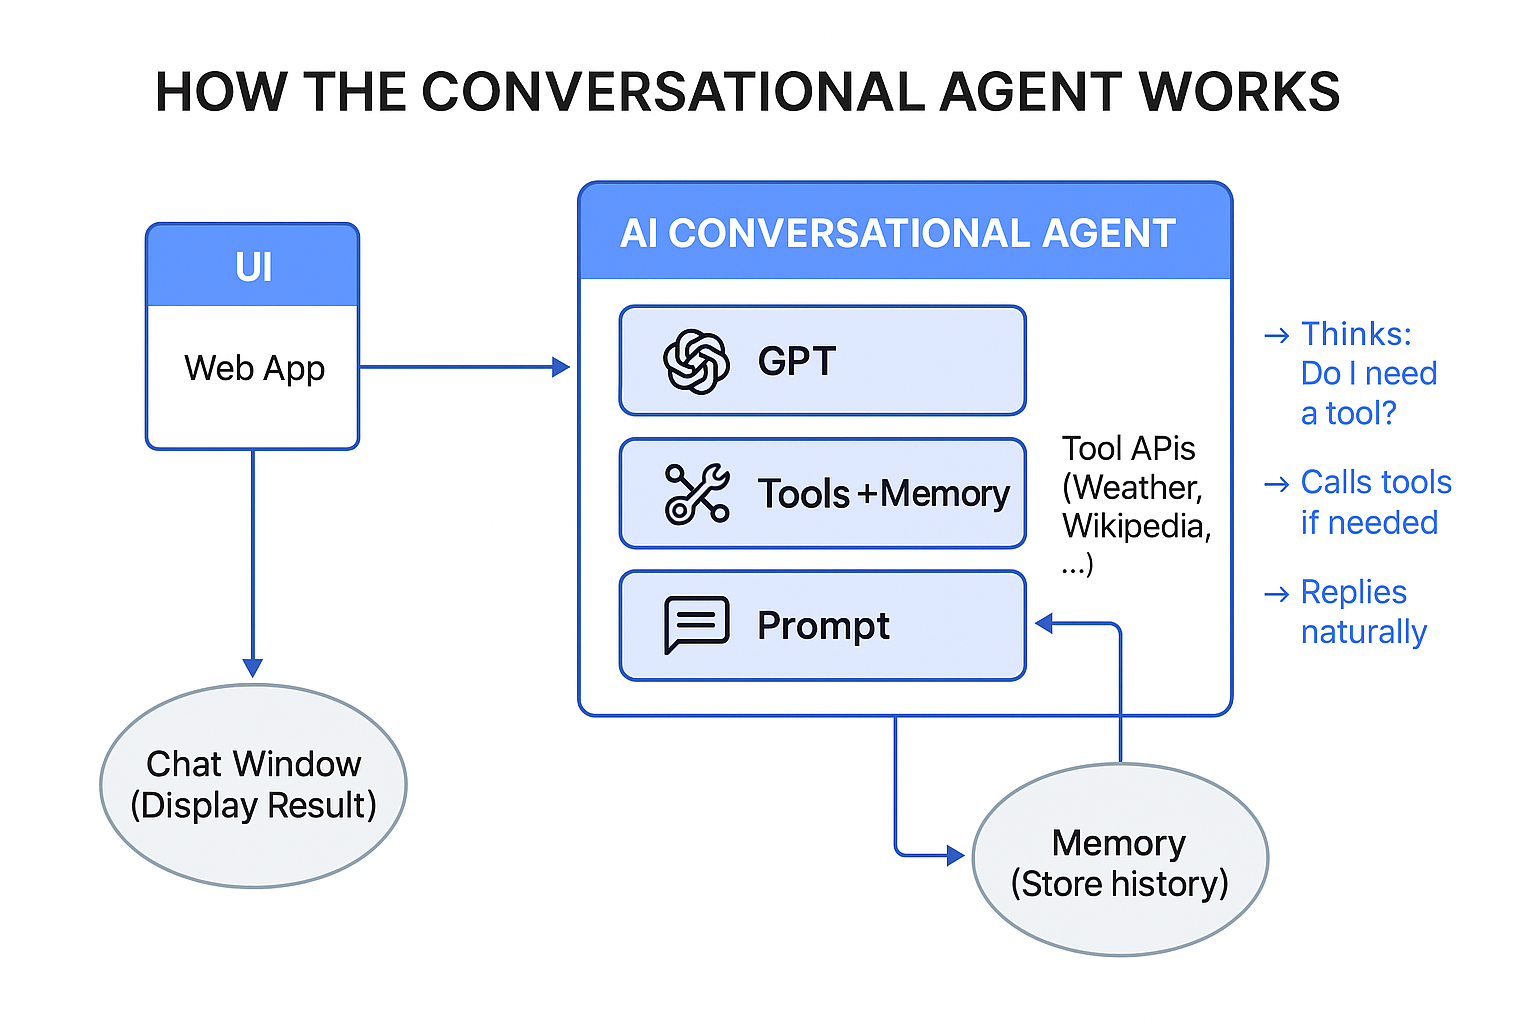 HOW THE CONVERSATIONAL AGENT WORKS
UI
Web App
Chat Window
(Display Result)
AI CONVERSATIONAL AGENT
GPT
Tools +Memory
Prompt
Tool APis
(Weather,
Wikipedia,
...)
→ Thinks:
Do I need
a tool?
→ Calls tools
if needed
→ Replies
naturally
Memory
(Store history)